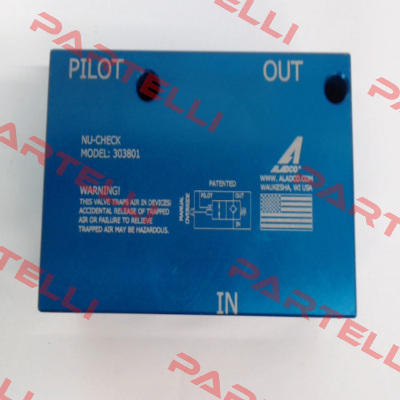 PILOT OUT
NU-CHECK
MODEL: 303801
ALADCO
WWW. ALADCO.COM
WAUKESHA, WI USA
WARNING!
THIS VALVE TRAPS AIR IN DEVICES!
ACCIDENTAL RELEASE OF TRAPPED
AIR OR FAILURE TO RELIEVE
TRAPPED AIR MAY BE HAZARDOUS.
PATENTED
MANUAL
OVERRIDE
PILOT OUT
IN
IN
PARTELLI
PARTELLI
PARTELLI
PARTELLI
PARTELLI